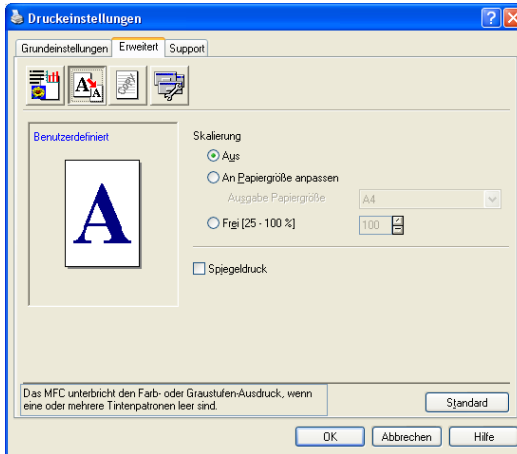 Druckeinstellungen
Grundeinstellungen Erweitert Support
A A
Benutzerdefiniert
A
Skalierung
Aus
An Papiergröße anpassen
Ausgabe Papiergröße A4
Frei [25 - 100 %] 100
Spiegeldruck
Das MFC unterbricht den Farb- oder Graustufen-Ausdruck, wenn
eine oder mehrere Tintenpatronen leer sind.
Standard
OK Abbrechen Hilfe